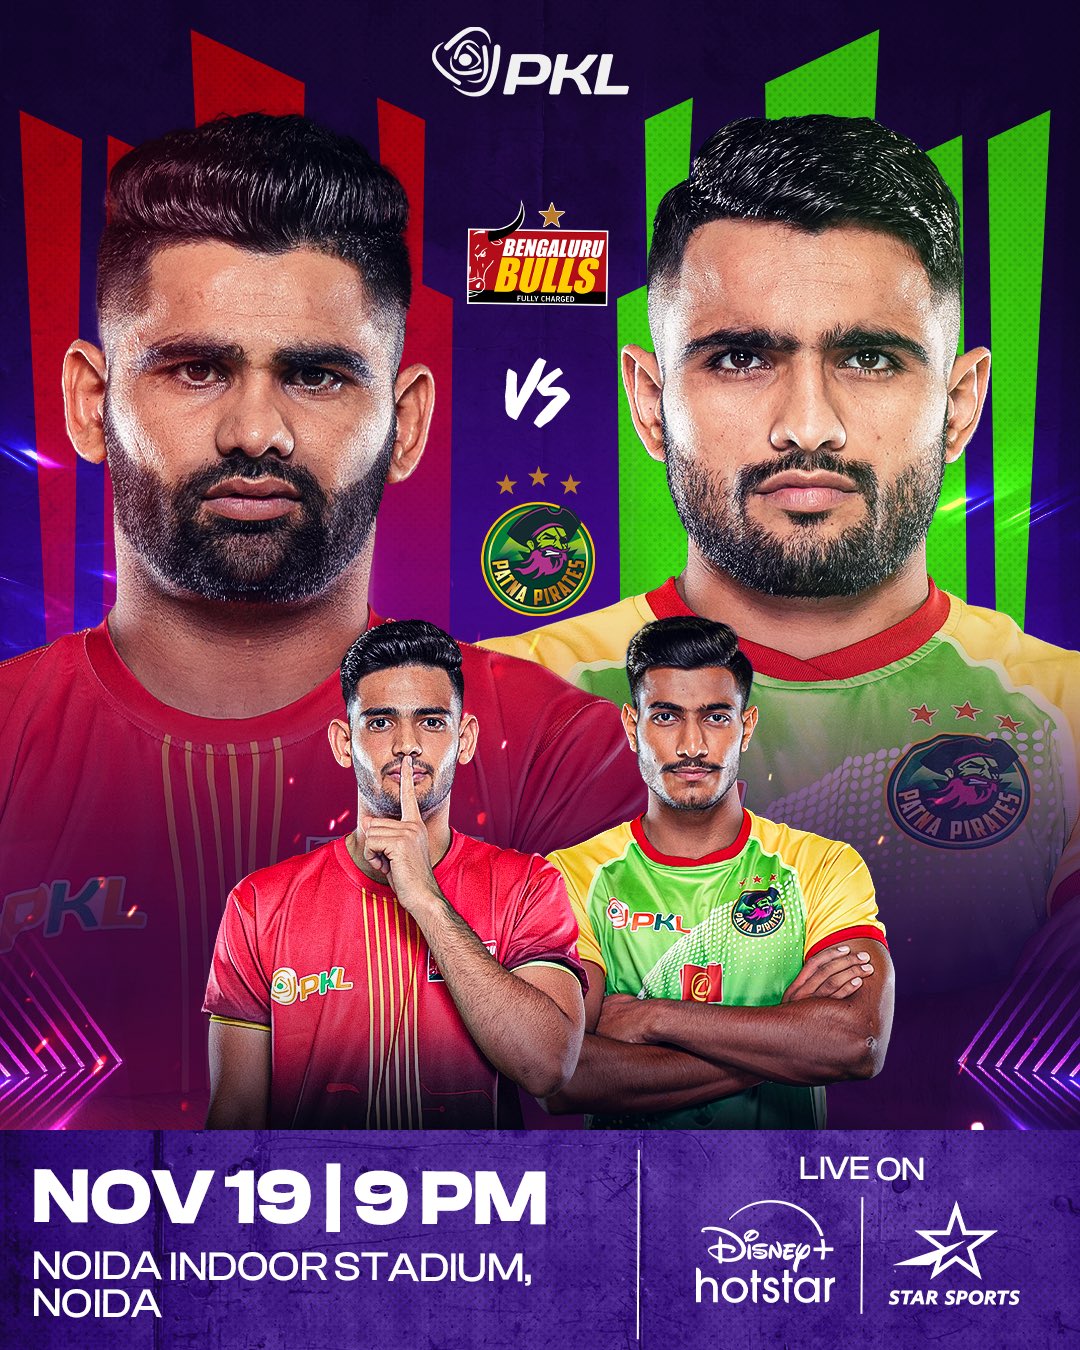 PKL
BENGALURU
BULLS
FULLY CHARGED
VS
PATNA PIRATES
PATNA PIRATES
PKL
PKL
PKL
PATNA PIRATES
NOV 19 | 9 PM
NOIDA INDOOR STADIUM,
NOIDA
LIVE ON
Disney+
hotstar
STAR SPORTS